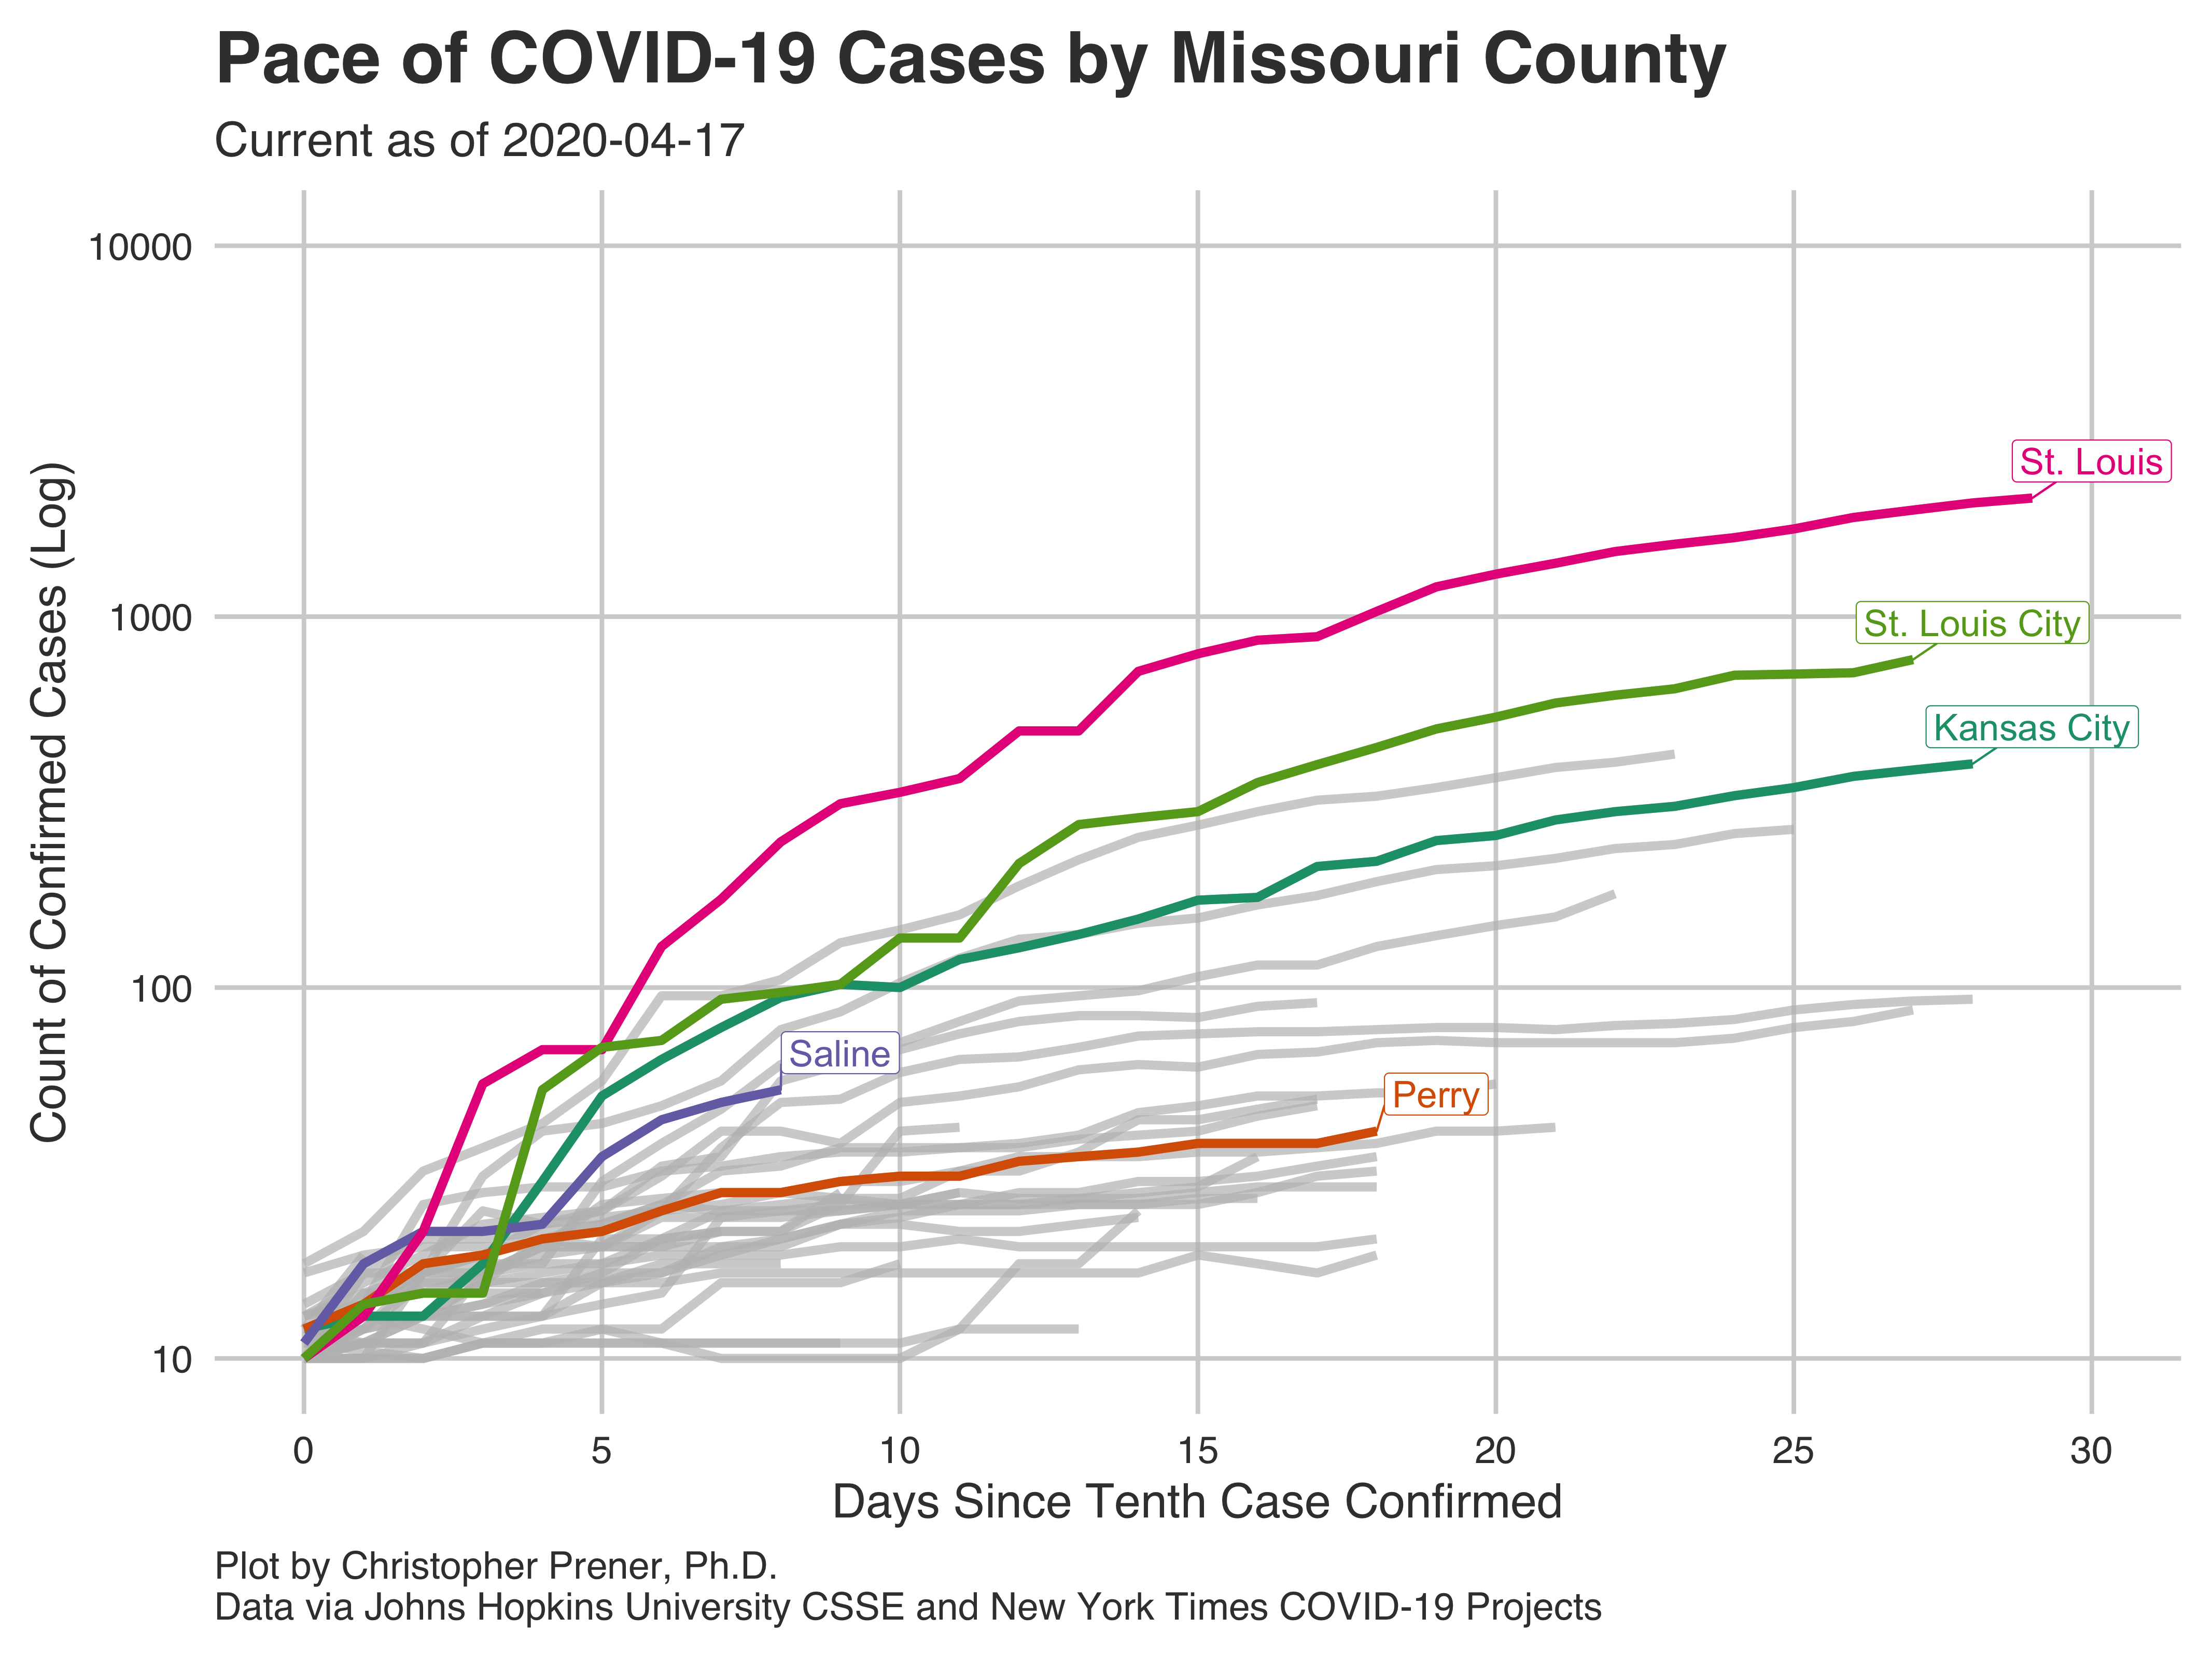 Pace of COVID-19 Cases by Missouri County
Current as of 2020-04-17
Count of Confirmed Cases (Log)
10000
1000
100
10
St. Louis
St. Louis City
Kansas City
Saline
Perry
0 5 10 15 20 25 30
Days Since Tenth Case Confirmed
Plot by Christopher Prener, Ph.D.
Data via Johns Hopkins University CSSE and New York Times COVID-19 Projects